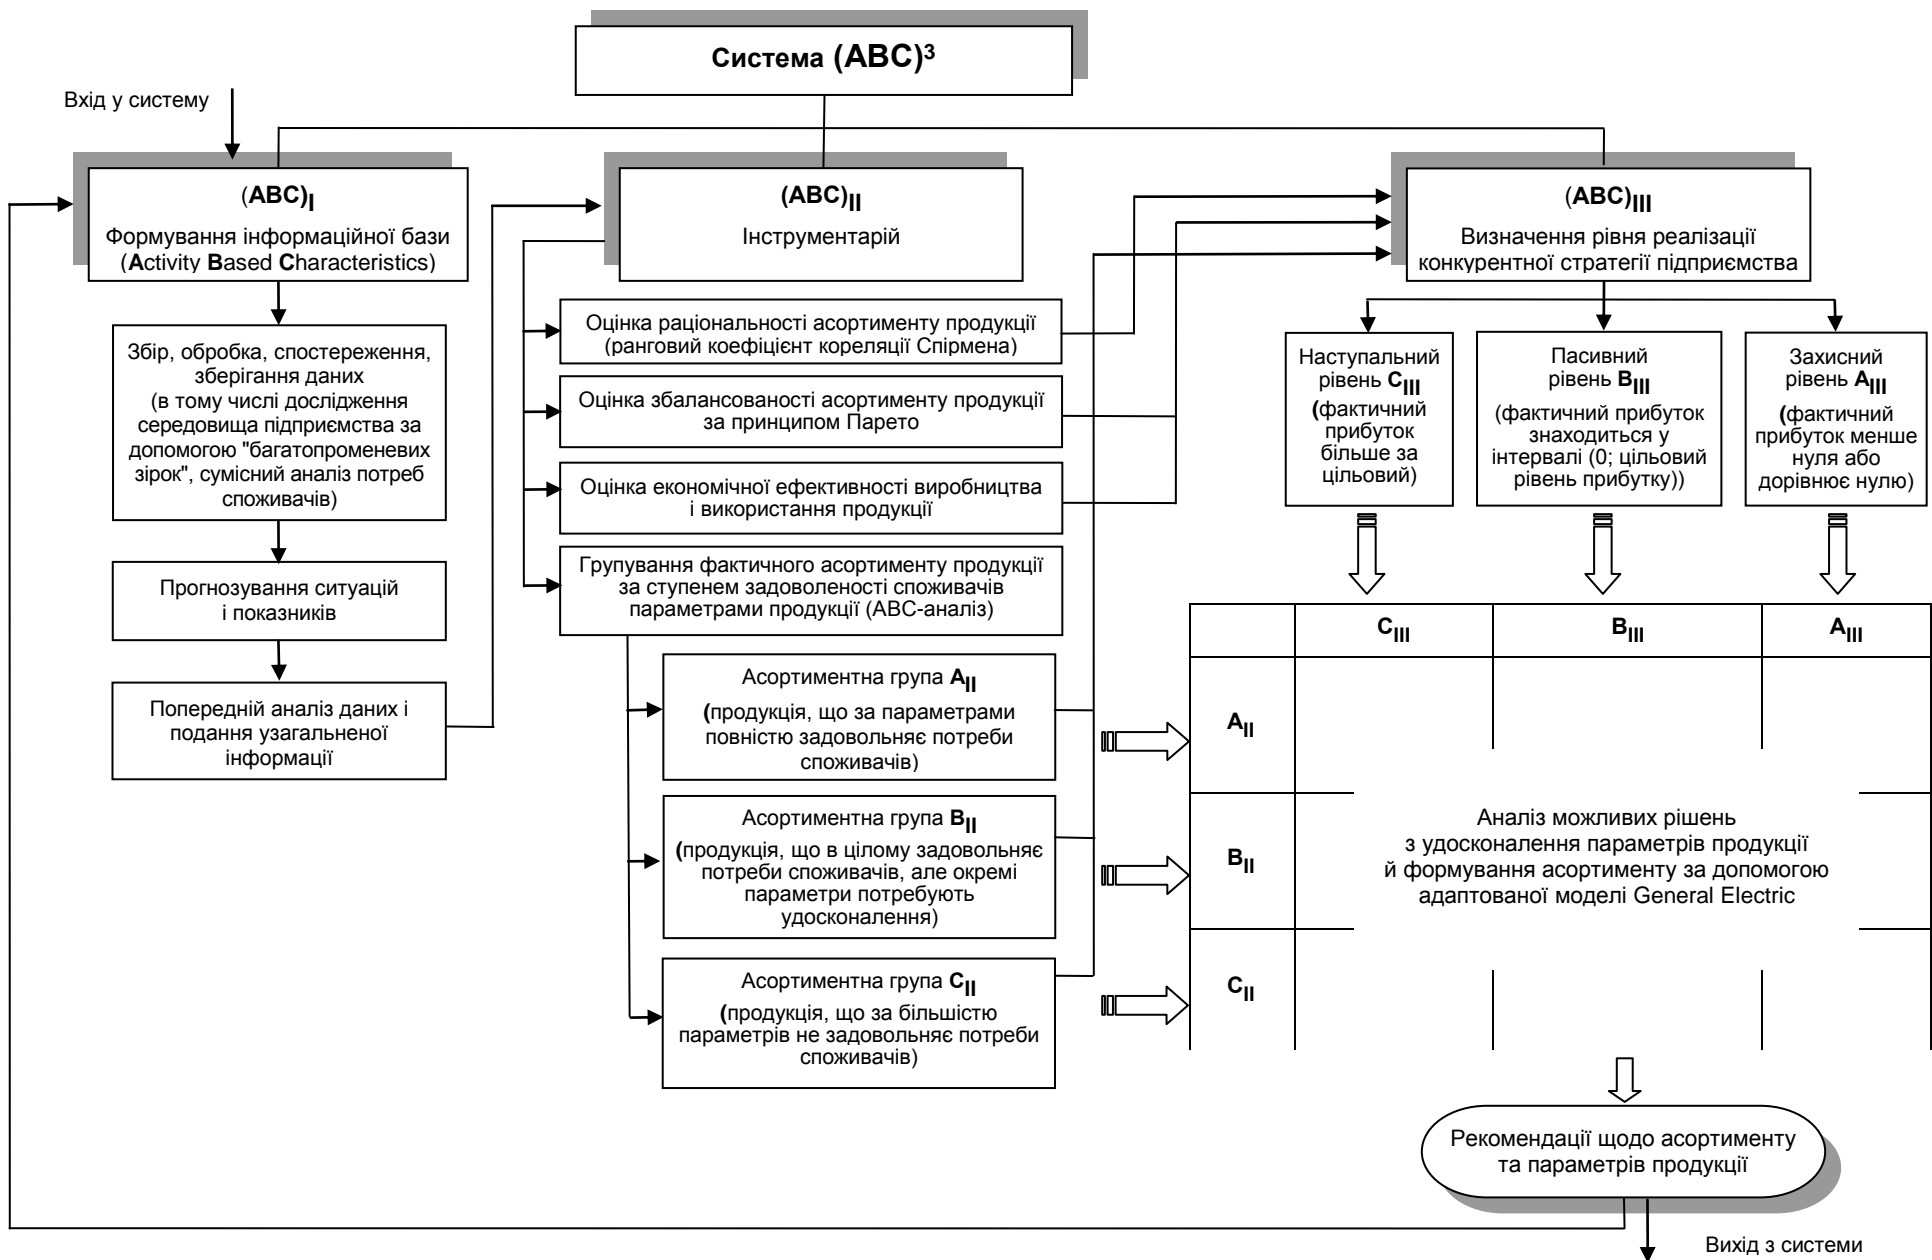 Система (ABC)³
Вхід у систему
(ABC)I
Формування інформаційної бази
(Activity Based Characteristics)
Збір, обробка, спостереження,
зберігання даних
(в тому числі дослідження
середовища підприємства за
допомогою "багатопроменевих
зірок", сумісний аналіз потреб
споживачів)
Прогнозування ситуацій
і показників
Попередній аналіз даних і
подання узагальненої
інформації
(ABC)II
Інструментарій
Оцінка раціональності асортименту продукції
(ранговий коефіцієнт кореляції Спірмена)
Оцінка збалансованості асортименту продукції
за принципом Парето
Оцінка економічної ефективності виробництва
і використання продукції
Групування фактичного асортименту продукції
за ступенем задоволеності споживачів
параметрами продукції (ABC-аналіз)
Асортиментна група AII
(продукція, що за параметрами
повністю задовольняє потреби
споживачів)
Асортиментна група BII
(продукція, що в цілому задовольняє
потреби споживачів, але окремі
параметри потребують
удосконалення)
Асортиментна група CII
(продукція, що за більшістю
параметрів не задовольняє потреби
споживачів)
(ABC)III
Визначення рівня реалізації
конкурентної стратегії підприємства
Наступальний
рівень CIII
(фактичний
прибуток
більше за
цільовий)
Пасивний
рівень BIII
(фактичний прибуток
знаходиться у
інтервалі (0; цільовий
рівень прибутку))
Захисний
рівень AIII
(фактичний
прибуток менше
нуля або
дорівнює нулю)
CIII
BIII
AIII
AII
BII
CII
Аналіз можливих рішень
з удосконалення параметрів продукції
й формування асортименту за допомогою
адаптованої моделі General Electric
Рекомендації щодо асортименту
та параметрів продукції
Вихід з системи